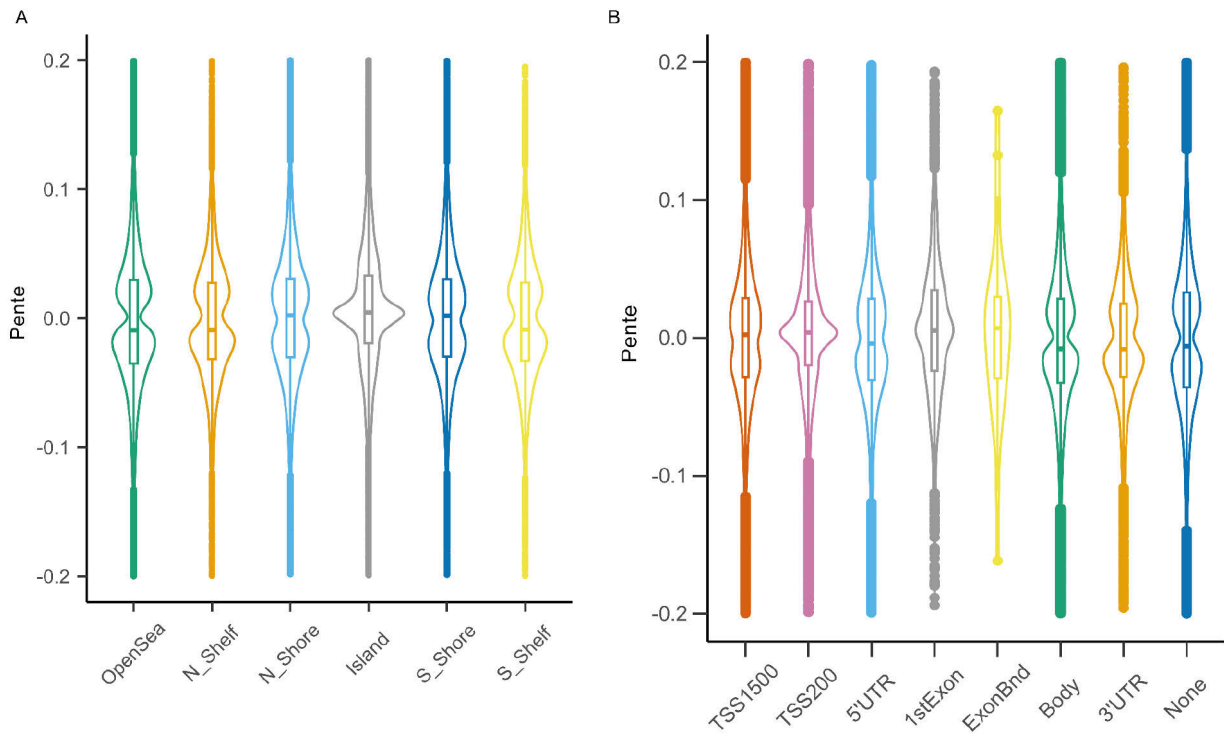 A
Pente
0.2
0.1
0.0
-0.1
-0.2
OpenSea
N_Shelf
N_Shore
Island
S_Shore
S_Shelf
B
Pente
0.2
0.1
0.0
-0.1
-0.2
TSS1500
TSS200
5'UTR
1stExon
ExonBnd
Body
3'UTR
None